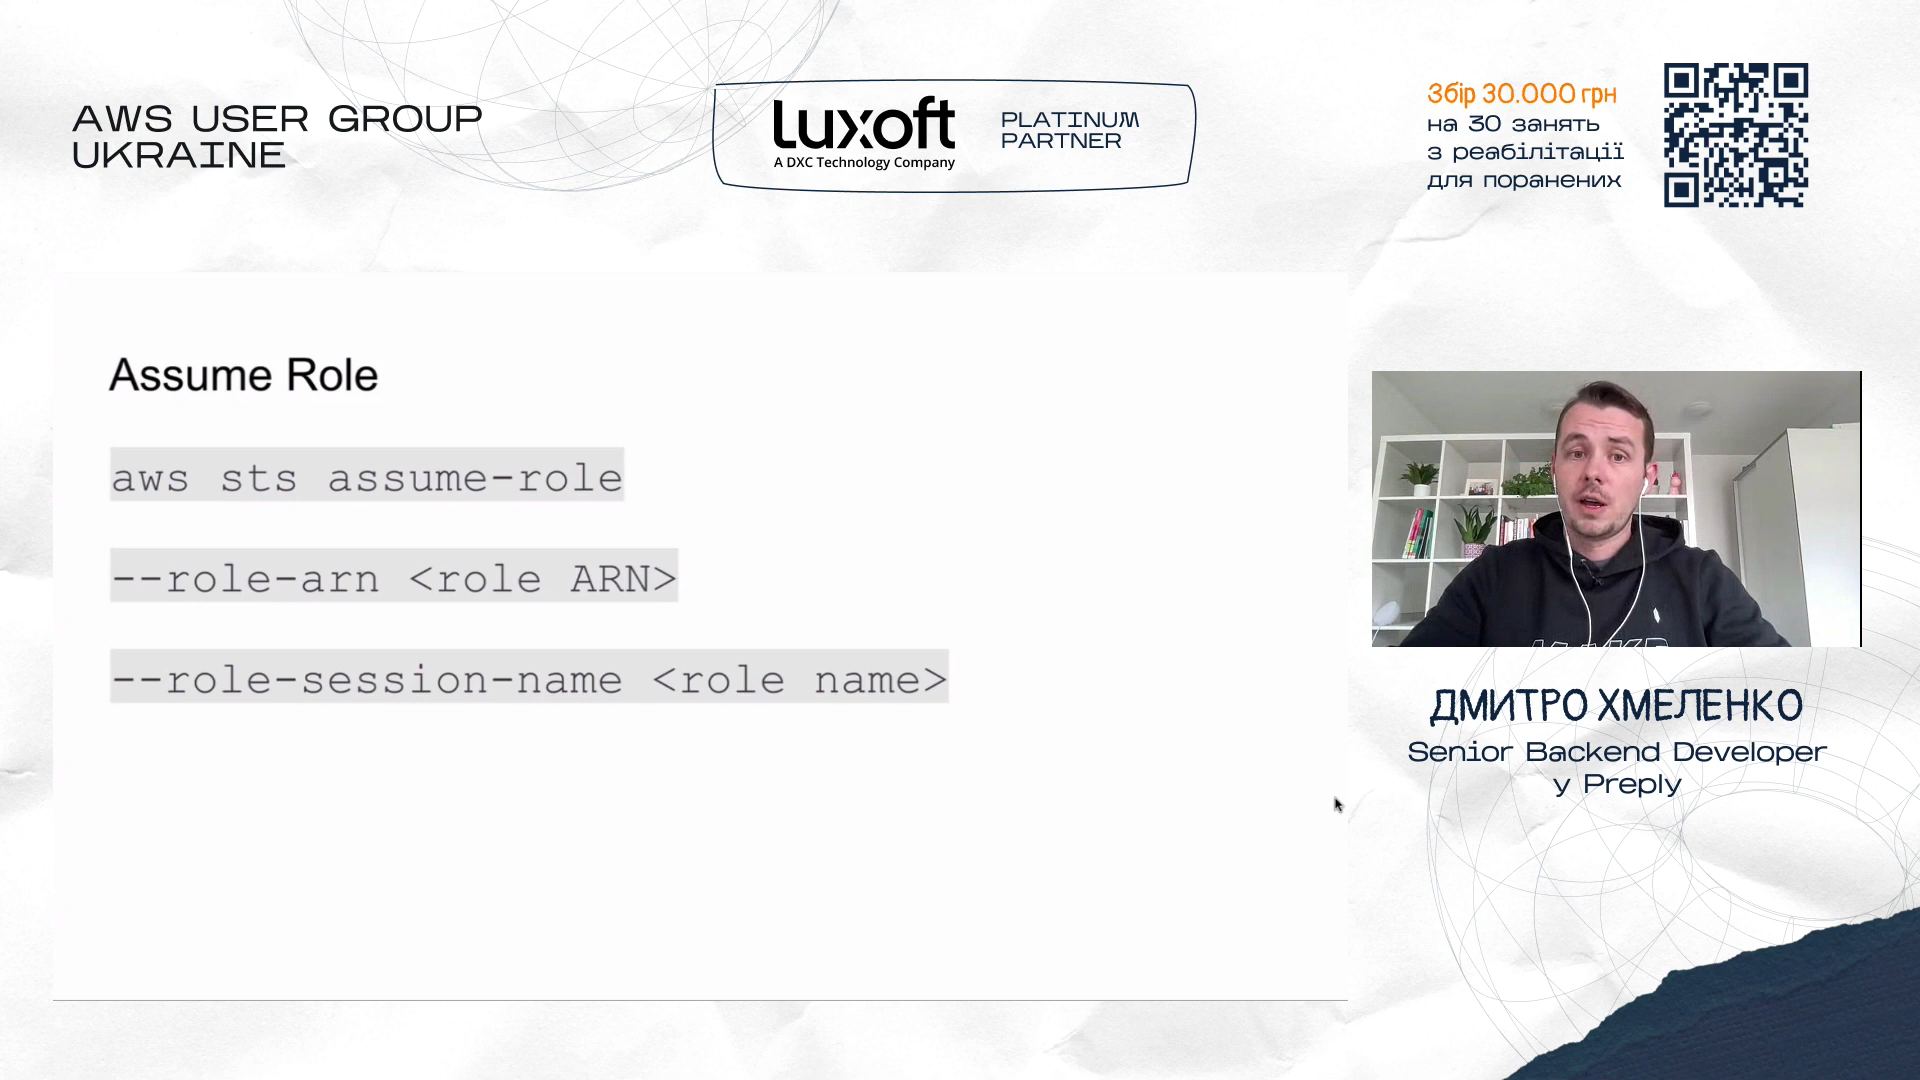 AWS USER GROUP
UKRAINE
Luxoft
A DXC Technology Company
PLATINUM
PARTNER
Збір 30.000 грн
на 30 занять
з реабілітації
для поранених
Assume Role
aws sts assume-role
--role-arn <role ARN>
--role-session-name <role name>
ДМИТРО ХМЕЛЕНКО
Senior Backend Developer
у Preply